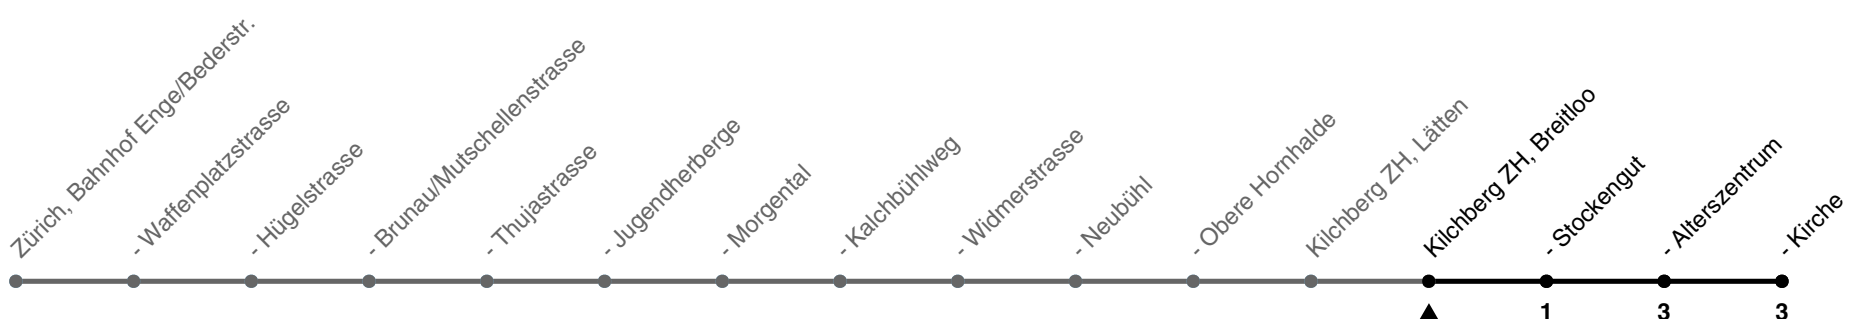 Zürich, Bahnhof Enge/Bederstr.
- Waffenplatzstrasse
- Hügelstrasse
- Brunau/Mutschellenstrasse
- Thujastrasse
- Jugendherberge
- Morgental
- Kalchbühlweg
- Widmerstrasse
- Neubühl
- Obere Hornhalde
Kilchberg ZH, Lätten
Kilchberg ZH, Breitloo
- Stockengut
- Alterszentrum
- Kirche
1 3 3